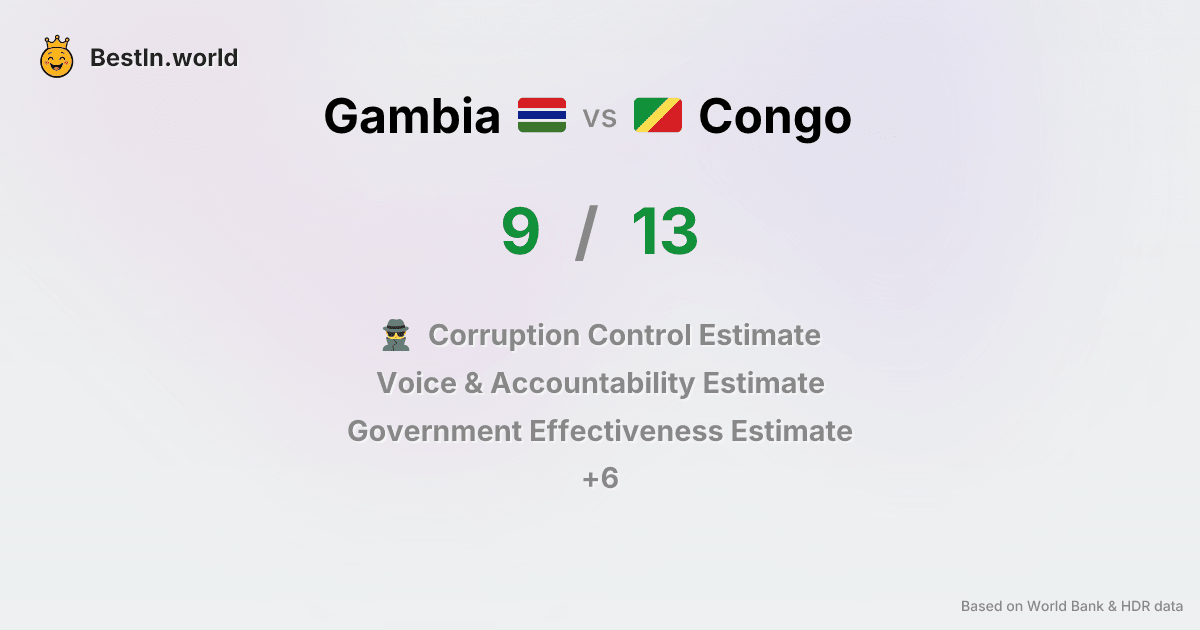 BestIn.world
Gambia vs Congo
9 / 13
Corruption Control Estimate
Voice & Accountability Estimate
Government Effectiveness Estimate
+6
Based on World Bank & HDR data